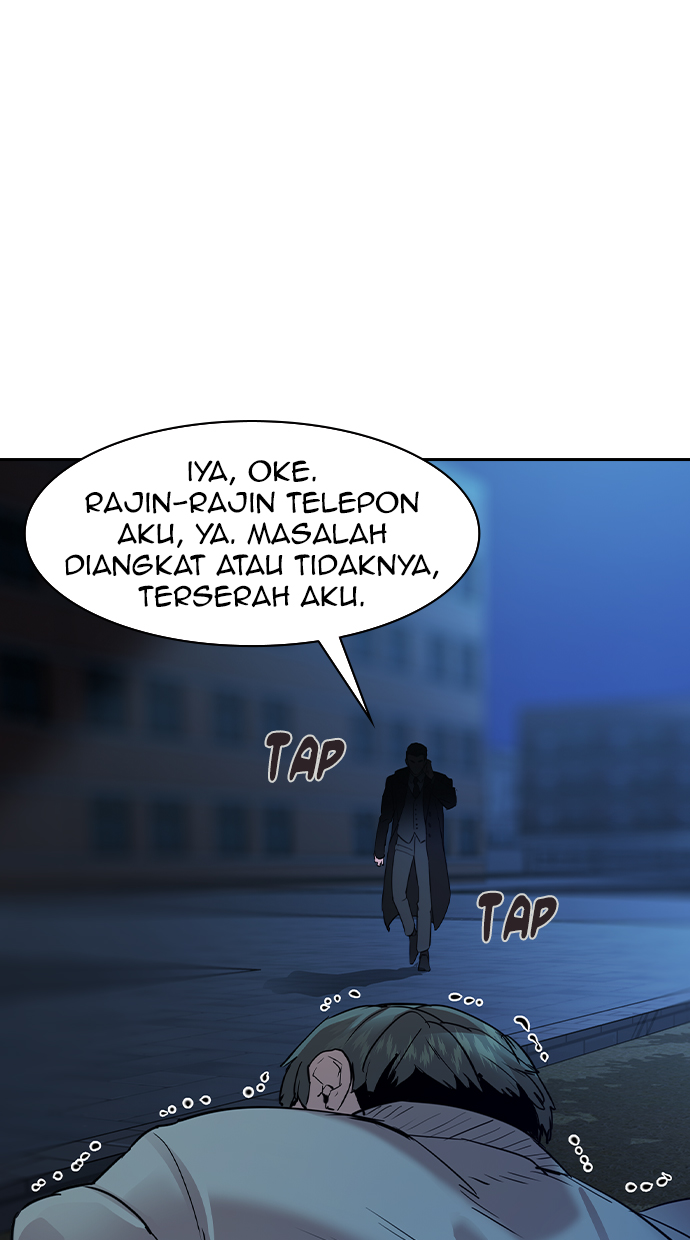 IYA, OKE.
RAJIN-RAJIN TELEPON
AKU, YA. MASALAH
DIANGKAT ATAU TIDAKNYA,
TERSERAH AKU.
TAP
TAP